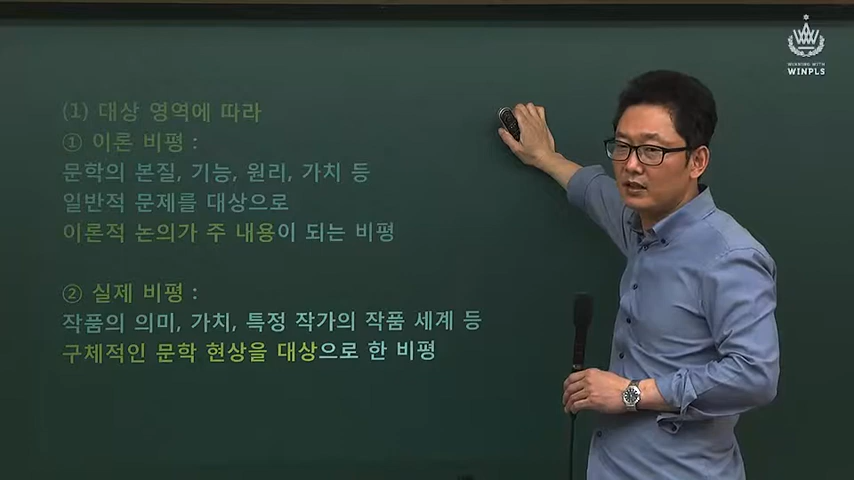 WINNING WITH
WINPLS
(1) 대상 영역에 따라
① 이론 비평 :
문학의 본질, 기능, 원리, 가치 등
일반적 문제를 대상으로
이론적 논의가 주 내용이 되는 비평
② 실제 비평 :
작품의 의미, 가치, 특정 작가의 작품 세계 등
구체적인 문학 현상을 대상으로 한 비평